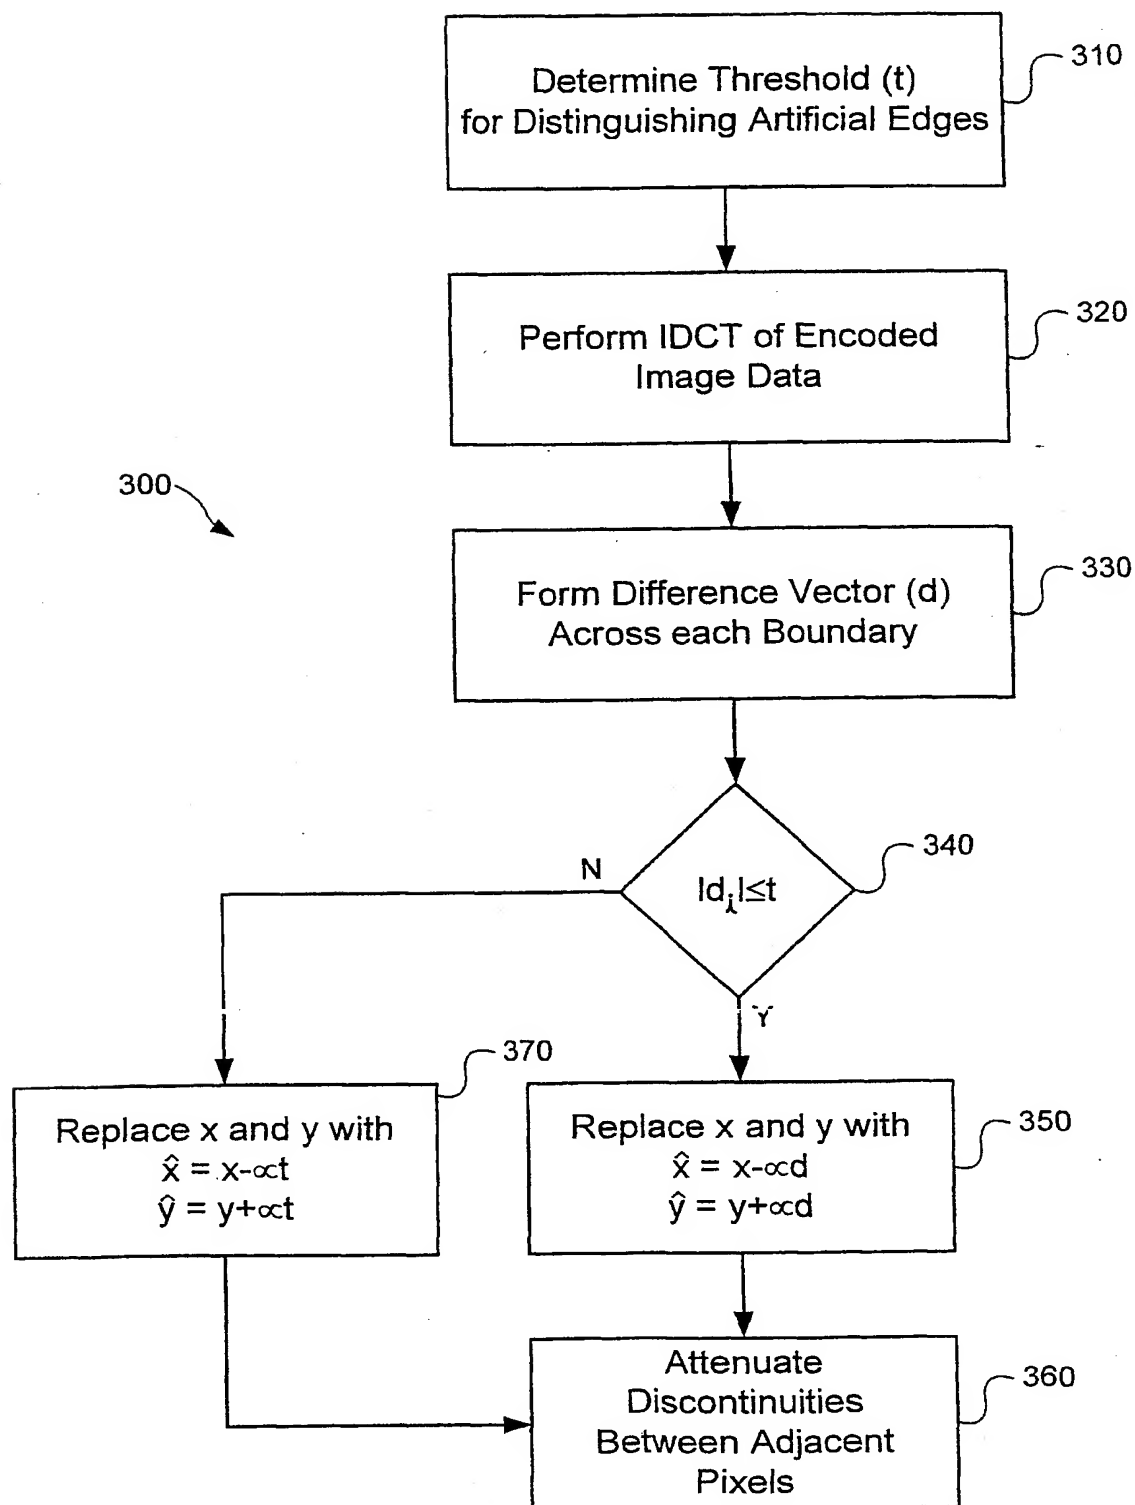 Determine Threshold (t)
for Distinguishing Artificial Edges
310
Perform IDCT of Encoded
Image Data
320
300
Form Difference Vector (d)
Across each Boundary
330
|dᵢ|≤t
340
N
Y
Replace x and y with
x̂ = x-∝t
ŷ = y+∝t
370
Replace x and y with
x̂ = x-∝d
ŷ = y+∝d
350
Attenuate
Discontinuities
Between Adjacent
Pixels
360